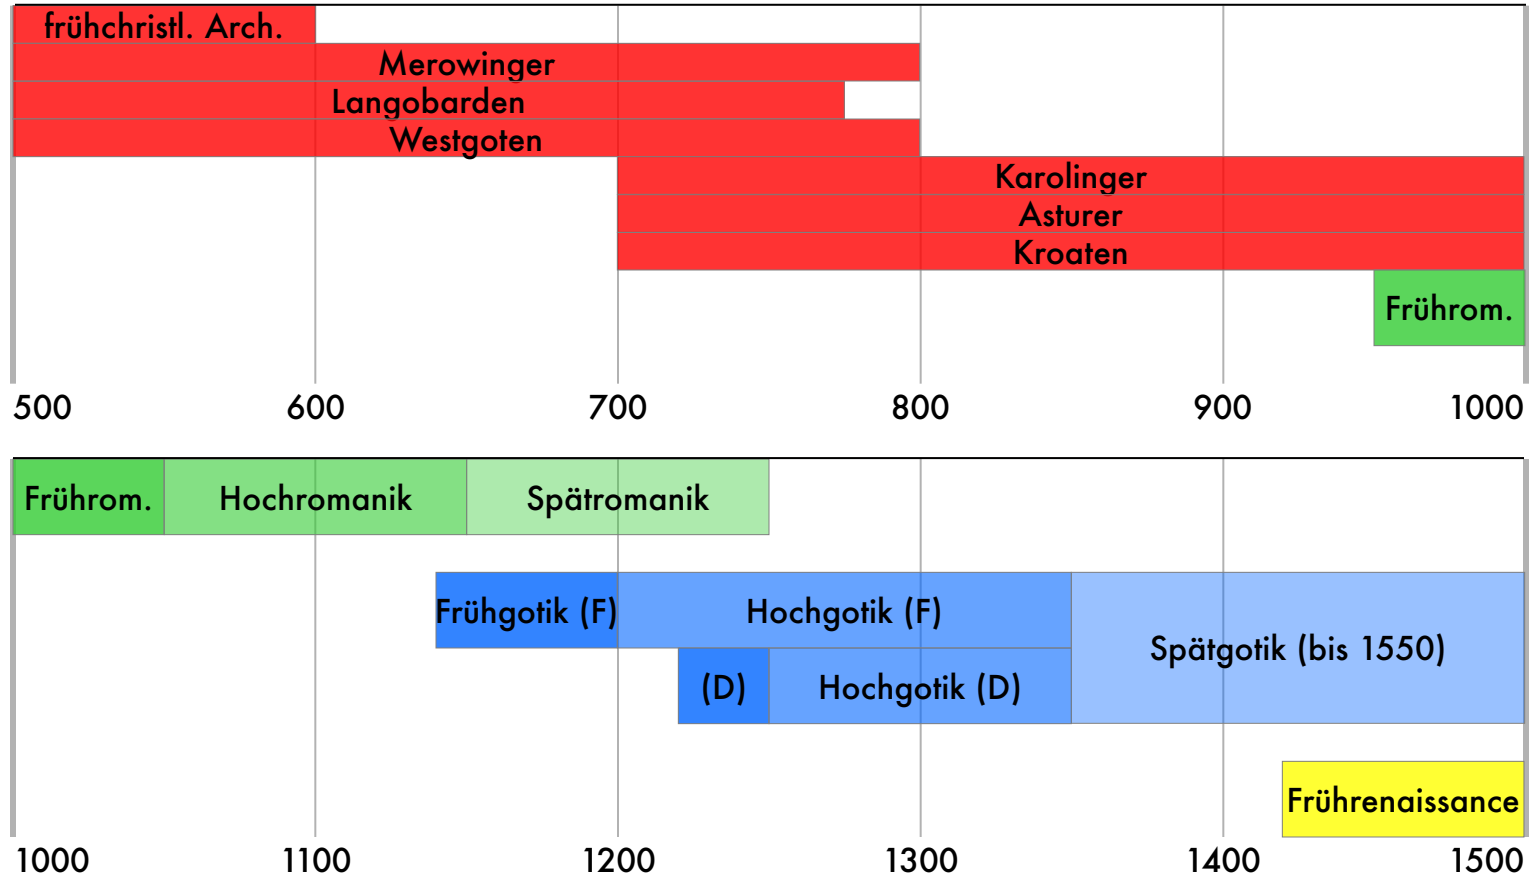 frühchristl. Arch.
Merowinger
Langobarden
Westgoten
Karolinger
Asturer
Kroaten
Frührom.
500 600 700 800 900 1000
Frührom. Hochromanik Spätromanik
Frühgotik (F) Hochgotik (F)
Spätgotik (bis 1550)
(D) Hochgotik (D)
Frührenaissance
1000 1100 1200 1300 1400 1500